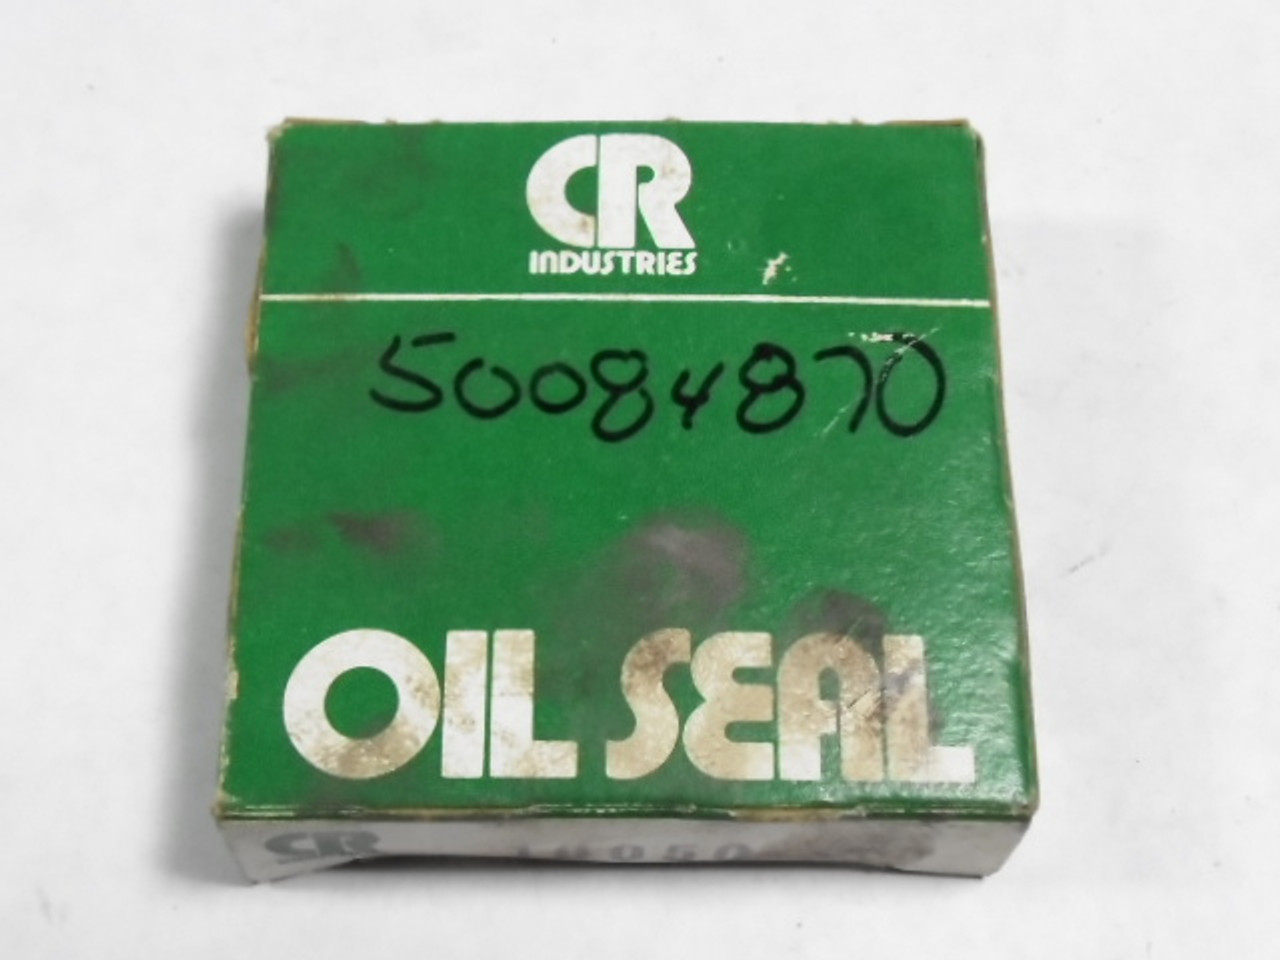 CR
INDUSTRIES
50084870
OIL SEAL
CR